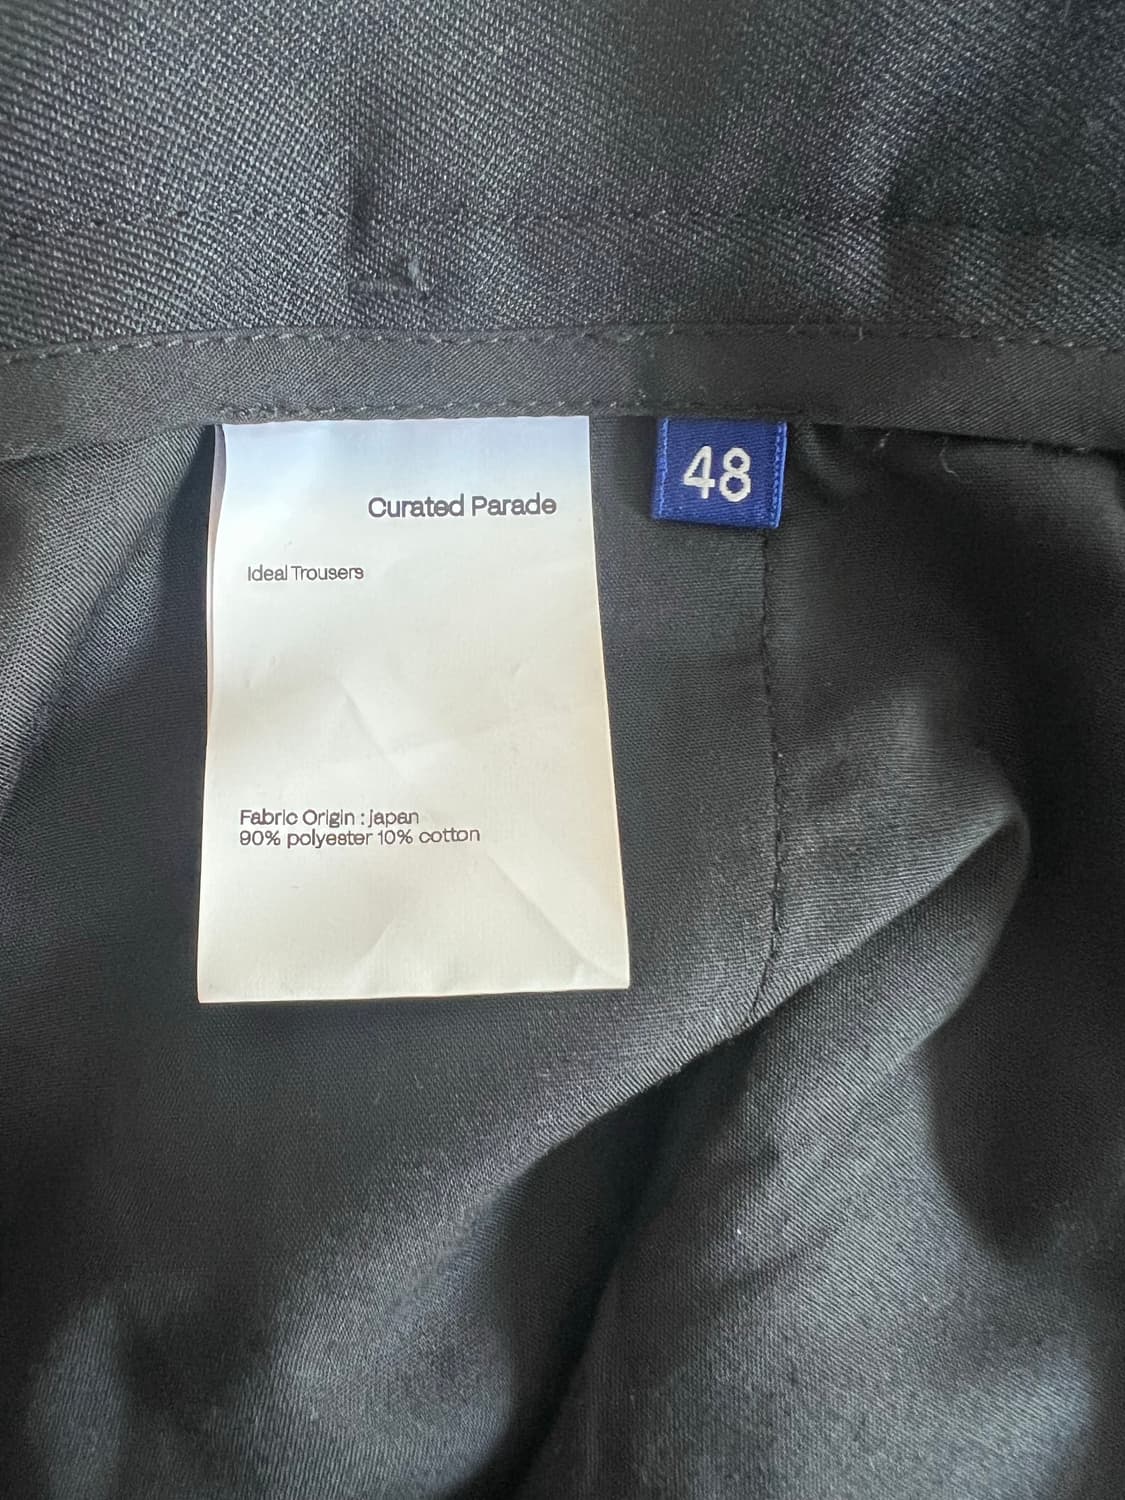 Curated Parade
48
Ideal Trousers
Fabric Origin : japan
90% polyester 10% cotton